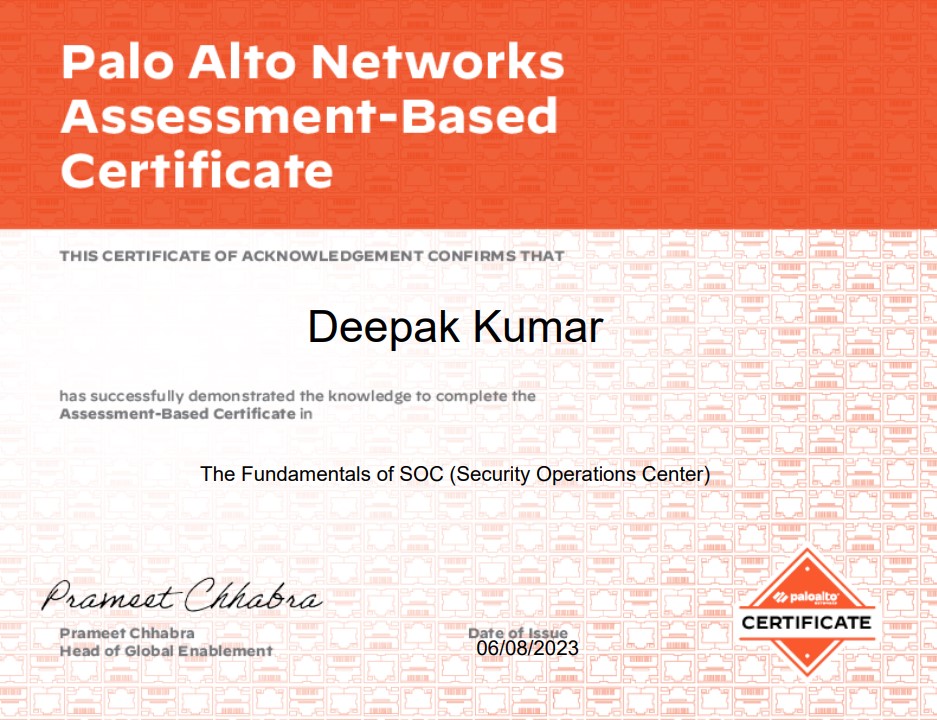 Palo Alto Networks
Assessment-Based
Certificate
THIS CERTIFICATE OF ACKNOWLEDGEMENT CONFIRMS THAT
Deepak Kumar
has successfully demonstrated the knowledge to complete the
Assessment-Based Certificate in
The Fundamentals of SOC (Security Operations Center)
Prameet Chhabra
Prameet Chhabra
Head of Global Enablement
Date of Issue
06/08/2023
paloalto
NETWORKS
CERTIFICATE